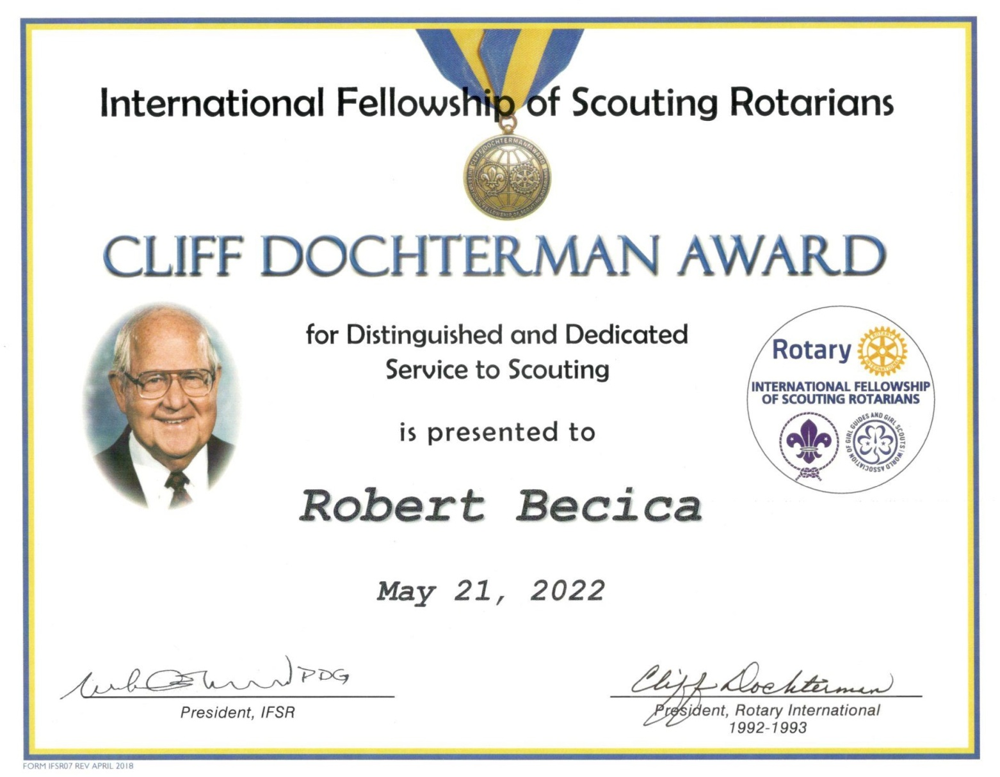 International Fellowship of Scouting Rotarians
CLIFF DOCHTERMAN AWARD
INTERNATIONAL FELLOWSHIP OF SCOUTING ROTARIANS
CLIFF DOCHTERMAN AWARD
for Distinguished and Dedicated
Service to Scouting
is presented to
Robert Becica
May 21, 2022
Rotary
ROTARY
INTERNATIONAL
INTERNATIONAL FELLOWSHIP
OF SCOUTING ROTARIANS
WORLD ASSOCIATION OF GIRL GUIDES AND GIRL SCOUTS
PDG
President, IFSR
Cliff Dochterman
President, Rotary International
1992-1993
FORM IFSR07 REV APRIL 2018